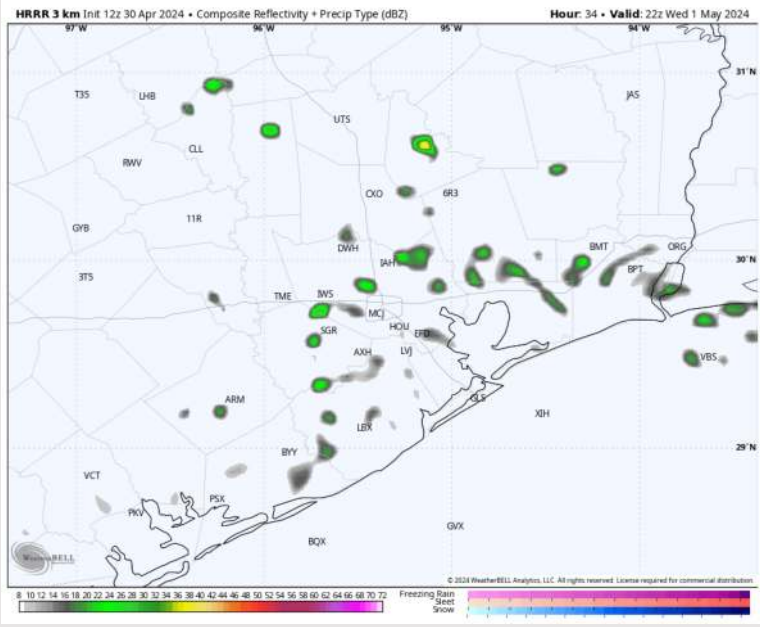 HRRR 3 km Init 12z 30 Apr 2024 • Composite Reflectivity + Precip Type (dBZ) Hour: 34 • Valid: 22z Wed 1 May 2024
97°W 96°W 95°W 94°W
31°N
T35 LHB JAS
UTS
CLL
RWV
CXO 6R3
11R
GYB
DWH BMT ORG
IAH 30°N
BPT
3T5
TME IWS
MCJ
SGR HOU EFD
AXH LVJ VBS
ARM GLS
XIH
LBX
BYY 29°N
VCT
PSX
PKV
GVX
BQX
WeatherBELL
© 2024 WeatherBELL Analytics, LLC. All rights reserved. License required for commercial distribution.
8 10 12 14 16 18 20 22 24 26 28 30 32 34 36 38 40 42 44 46 48 50 52 54 56 58 60 62 64 66 68 70 72
Freezing Rain
Sleet
Snow